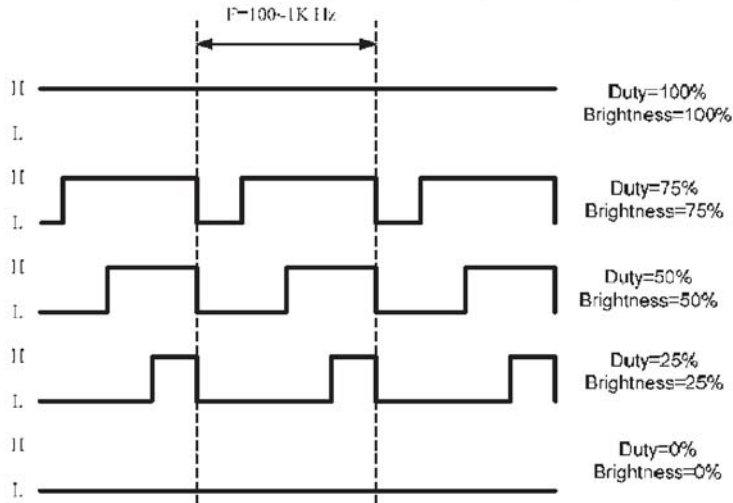 F=100~1K Hz
H
Duty=100%
Brightness=100%
L
H
Duty=75%
L
Brightness=75%
H
Duty=50%
L
Brightness=50%
H
Duty=25%
L
Brightness=25%
H
Duty=0%
Brightness=0%
L